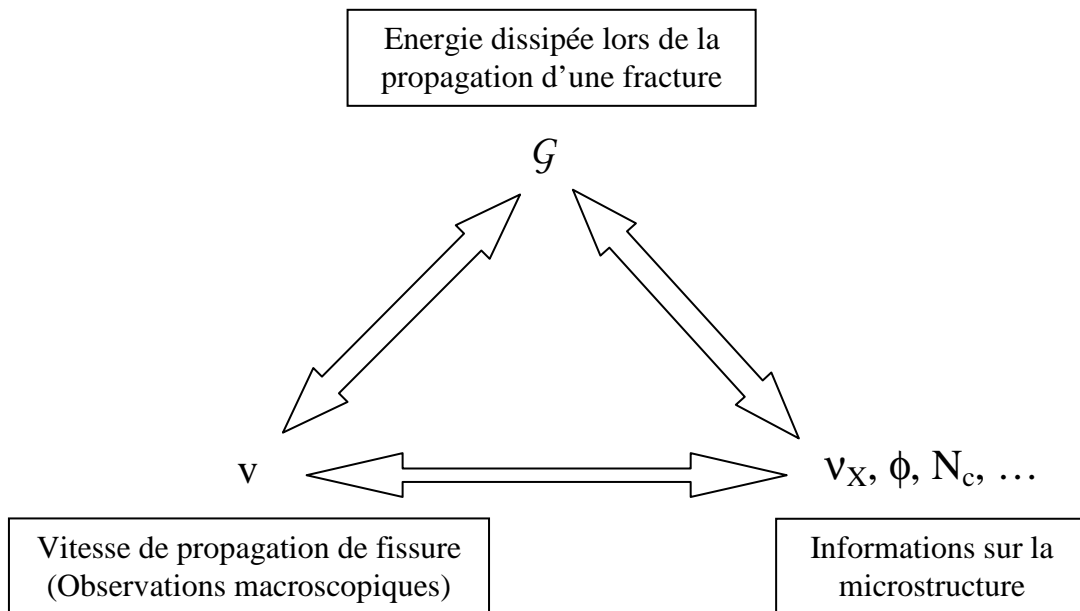 Energie dissipée lors de la
propagation d’une fracture
𝒢
v
ν_X, ϕ, N_c, …
Vitesse de propagation de fissure
(Observations macroscopiques)
Informations sur la
microstructure